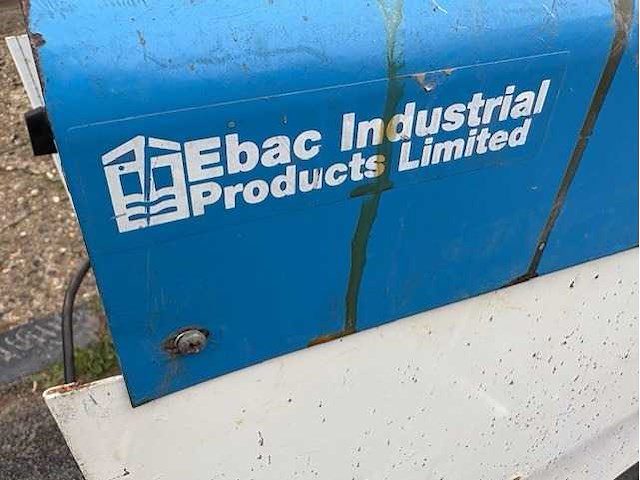 Ebac Industrial
Products Limited